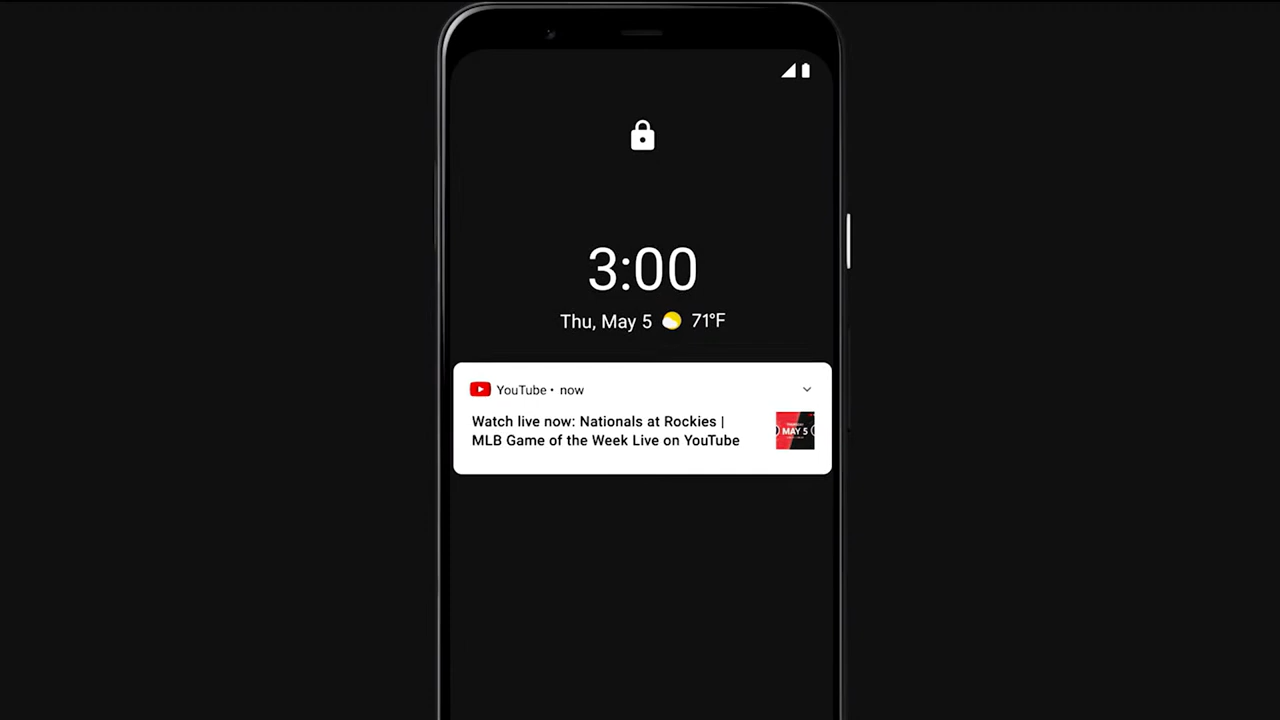 3:00
Thu, May 5 71°F
YouTube • now
Watch live now: Nationals at Rockies |
MLB Game of the Week Live on YouTube
MAY 5